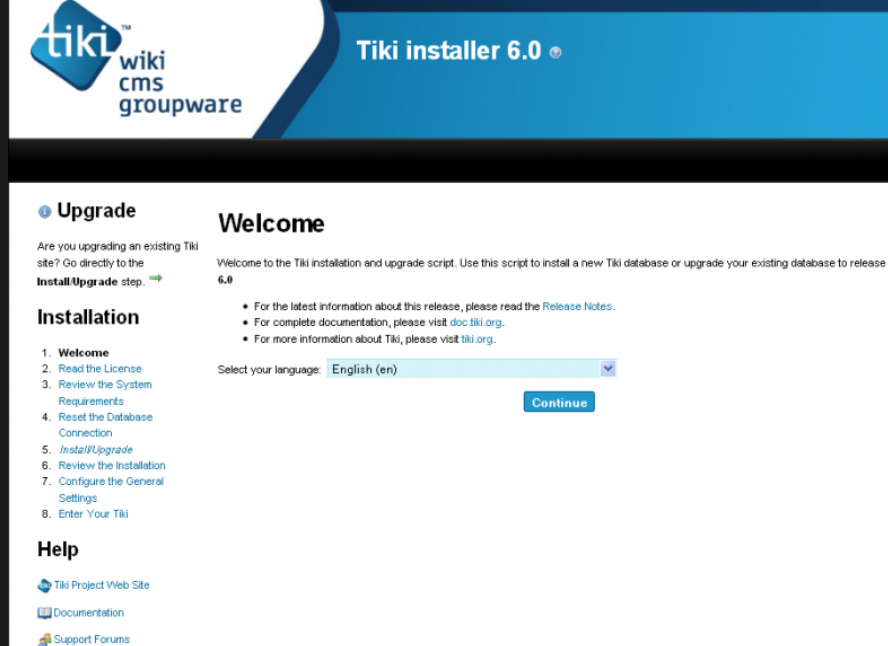 tiki™
wiki
cms
groupware
Tiki installer 6.0
Upgrade
Are you upgrading an existing Tiki
site? Go directly to the
Install/Upgrade step.
Installation
1. Welcome
2. Read the License
3. Review the System
Requirements
4. Reset the Database
Connection
5. Install/Upgrade
6. Review the Installation
7. Configure the General
Settings
8. Enter Your Tiki
Help
Tiki Project Web Site
Documentation
Support Forums
Welcome
Welcome to the Tiki installation and upgrade script. Use this script to install a new Tiki database or upgrade your existing database to release
6.0
• For the latest information about this release, please read the Release Notes.
• For complete documentation, please visit doc.tiki.org.
• For more information about Tiki, please visit tiki.org.
Select your language: English (en)
Continue